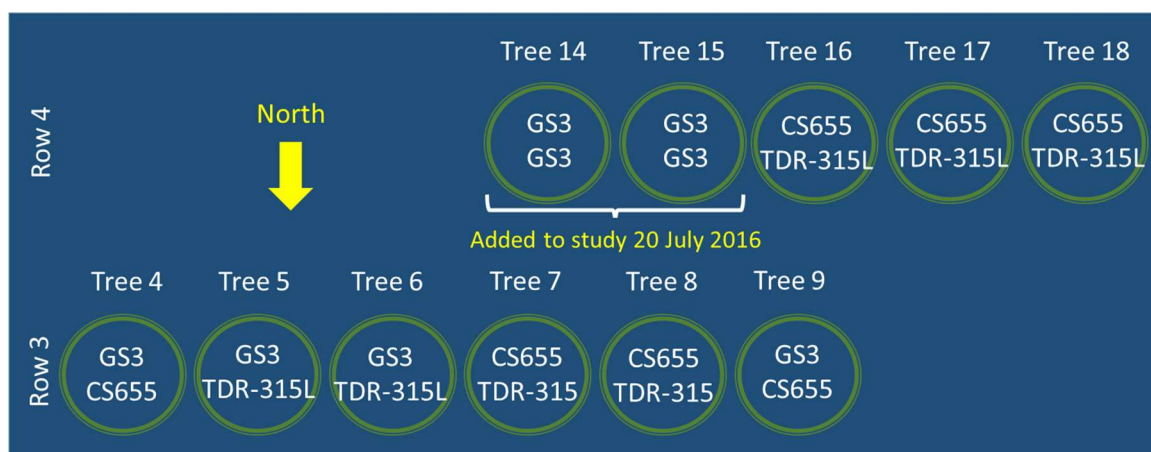 Tree 14 Tree 15 Tree 16 Tree 17 Tree 18
Row 4
GS3 GS3 CS655 CS655 CS655
GS3 GS3 TDR-315L TDR-315L TDR-315L
North
Added to study 20 July 2016
Tree 4 Tree 5 Tree 6 Tree 7 Tree 8 Tree 9
Row 3
GS3 GS3 GS3 CS655 CS655 GS3
CS655 TDR-315L TDR-315L TDR-315 TDR-315 CS655